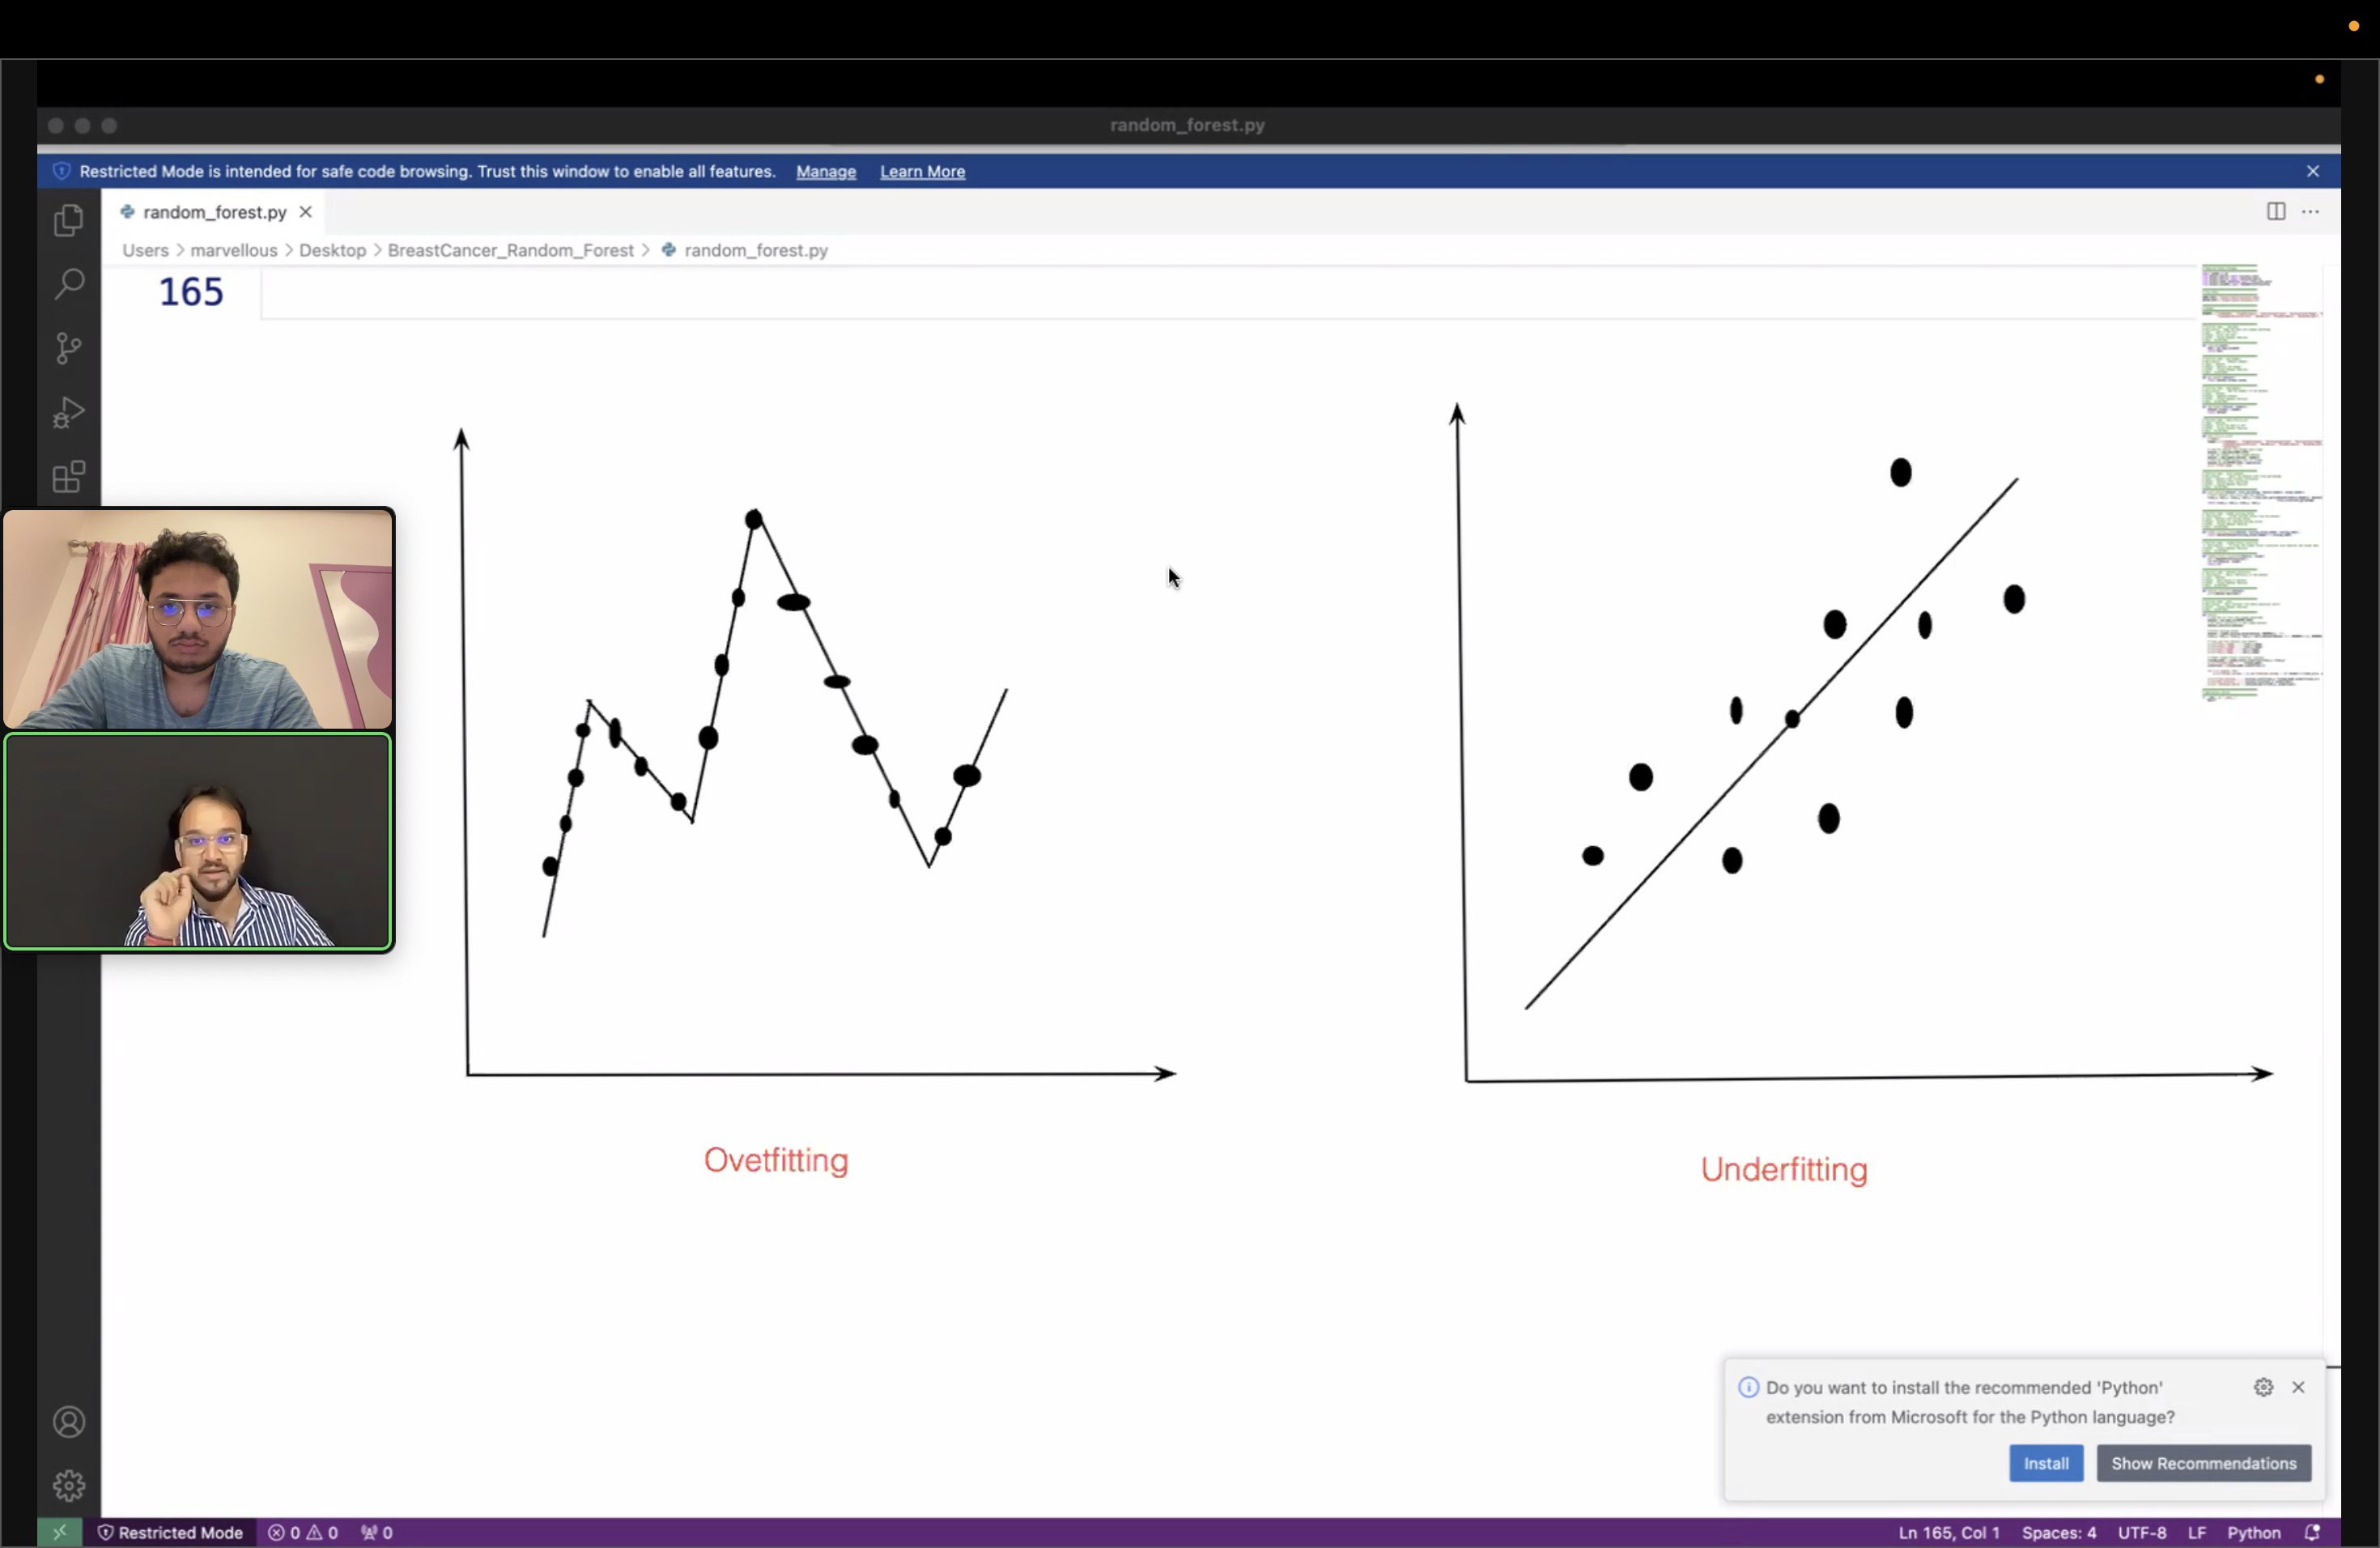 random_forest.py
Restricted Mode is intended for safe code browsing. Trust this window to enable all features. Manage Learn More
random_forest.py
Users > marvellous > Desktop > BreastCancer_Random_Forest > random_forest.py
165
Ovetfitting
Underfitting
Do you want to install the recommended 'Python'
extension from Microsoft for the Python language?
Install Show Recommendations
Restricted Mode 0 0 0 Ln 165, Col 1 Spaces: 4 UTF-8 LF Python